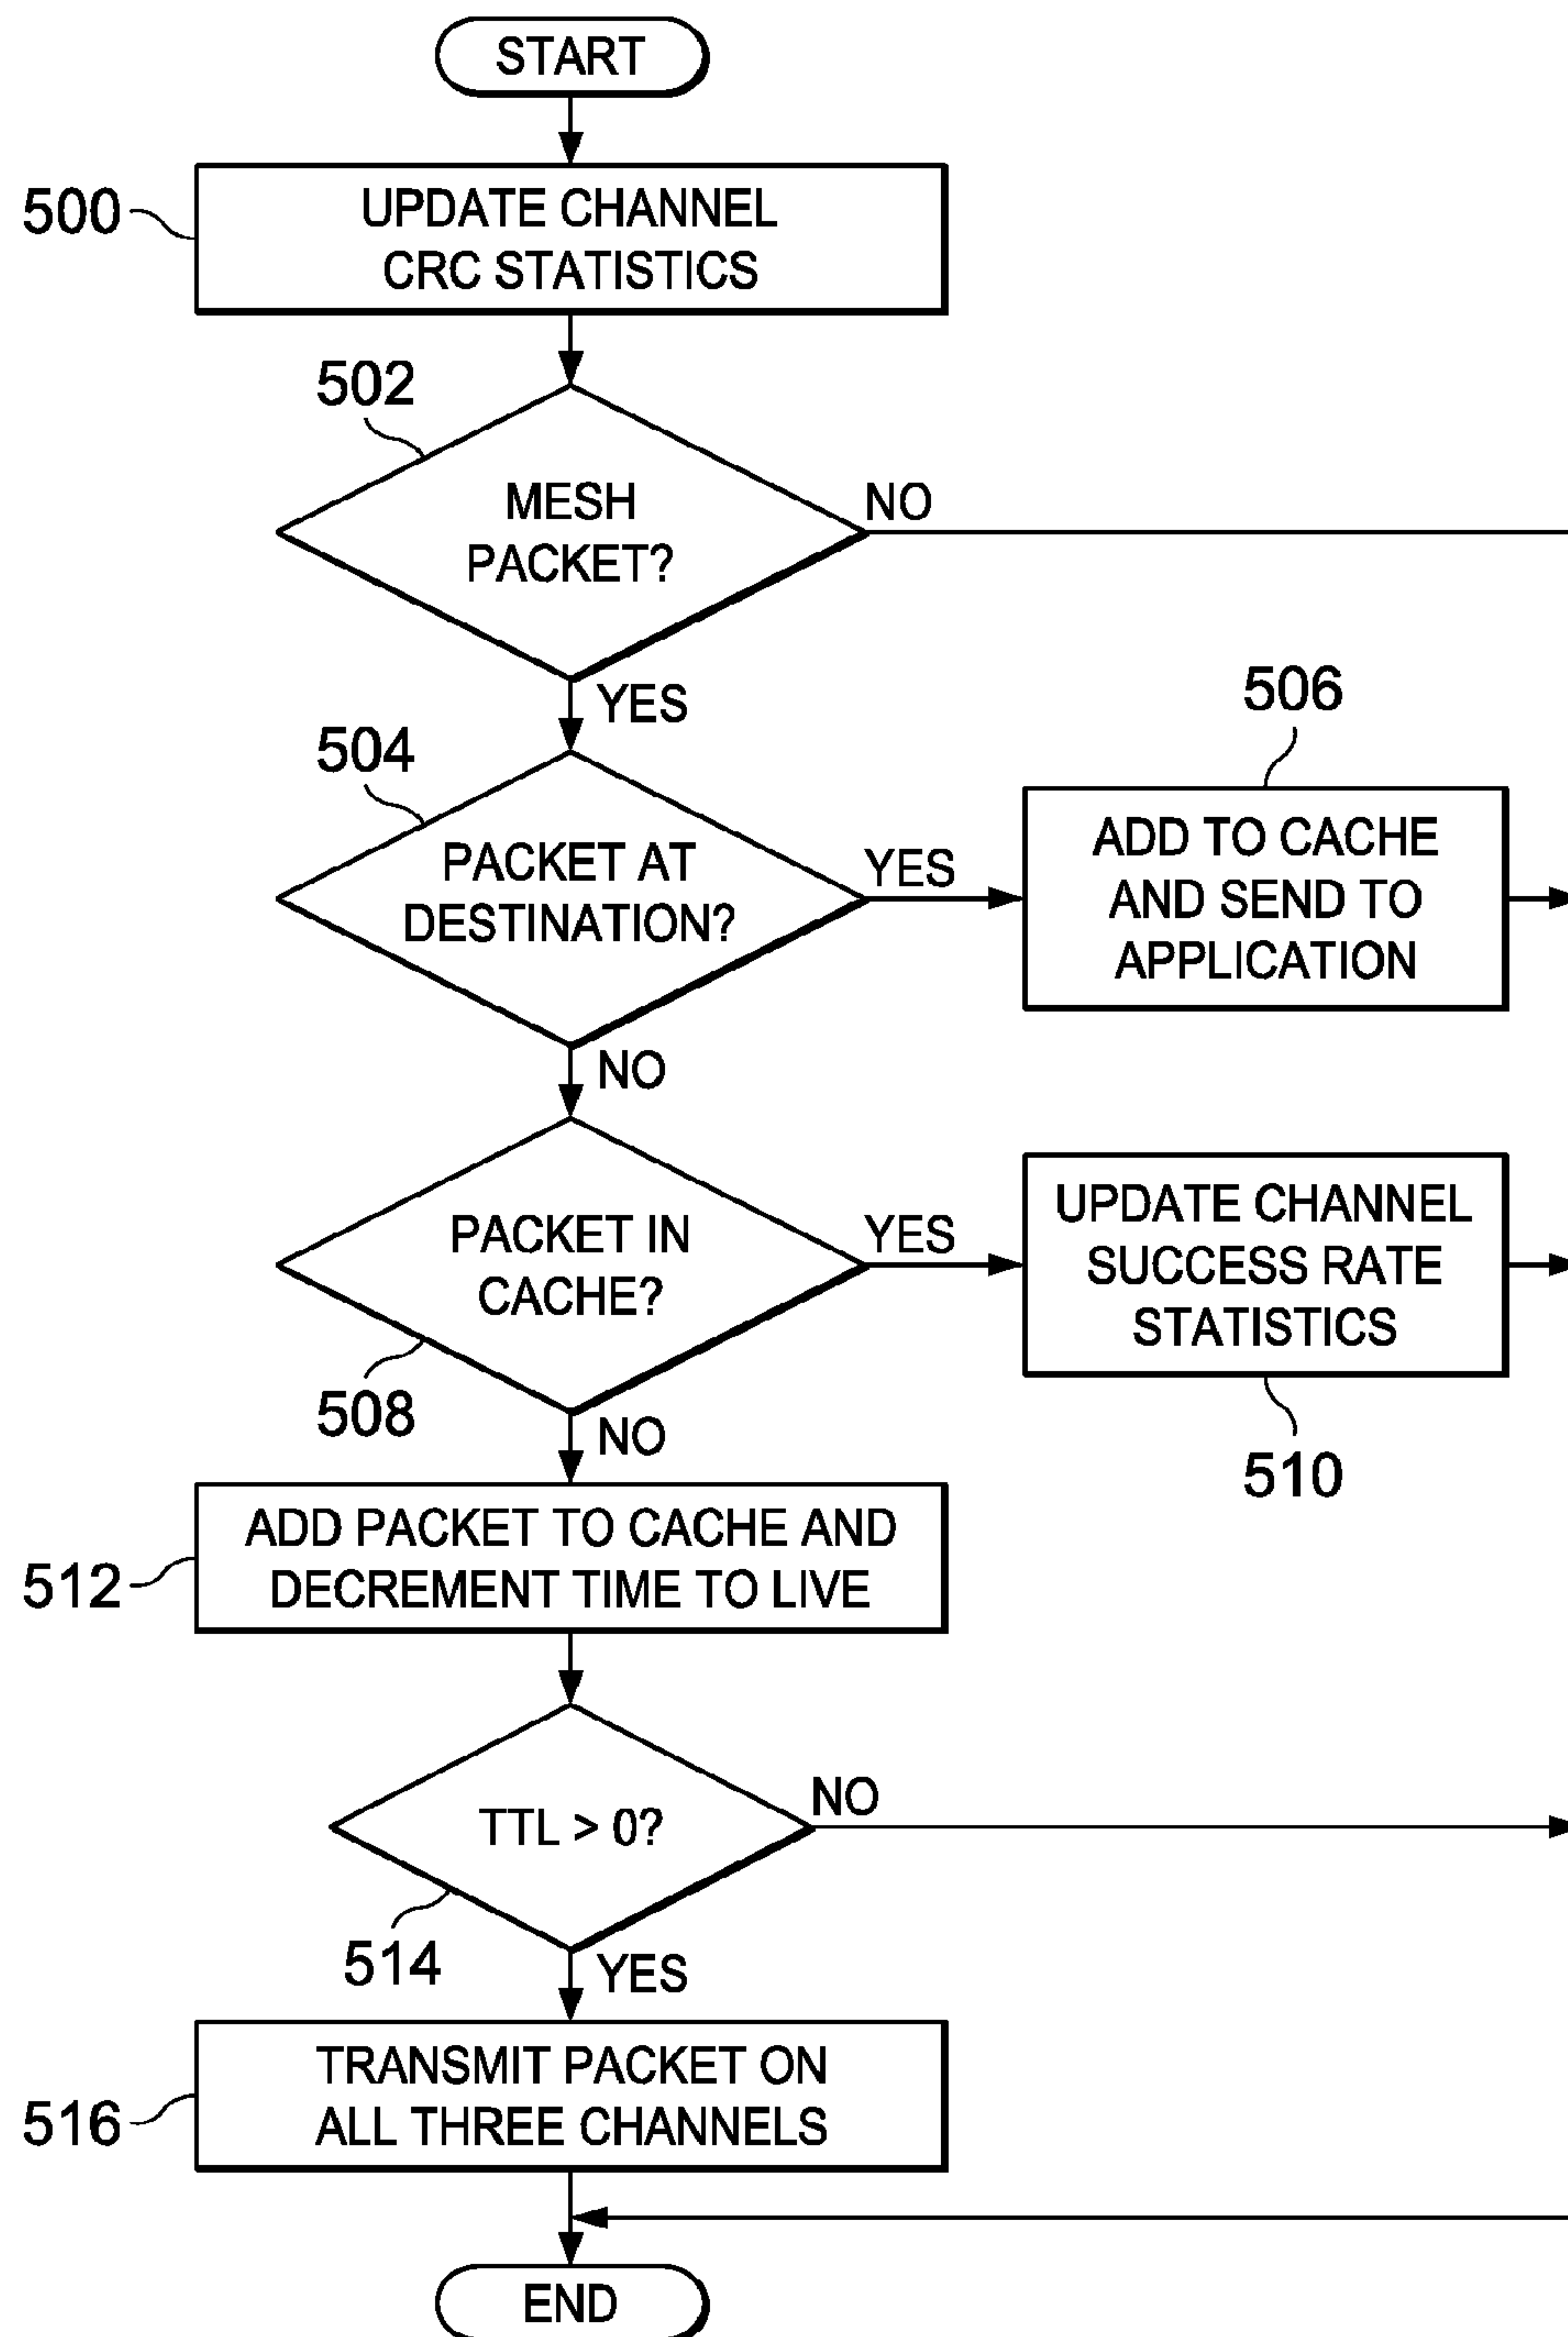 START
500
UPDATE CHANNEL
CRC STATISTICS
502
MESH
PACKET?
NO
YES
504
PACKET AT
DESTINATION?
YES
506
ADD TO CACHE
AND SEND TO
APPLICATION
NO
PACKET IN
CACHE?
YES
508
UPDATE CHANNEL
SUCCESS RATE
STATISTICS
510
NO
512
ADD PACKET TO CACHE AND
DECREMENT TIME TO LIVE
TTL > 0?
NO
514
YES
516
TRANSMIT PACKET ON
ALL THREE CHANNELS
END